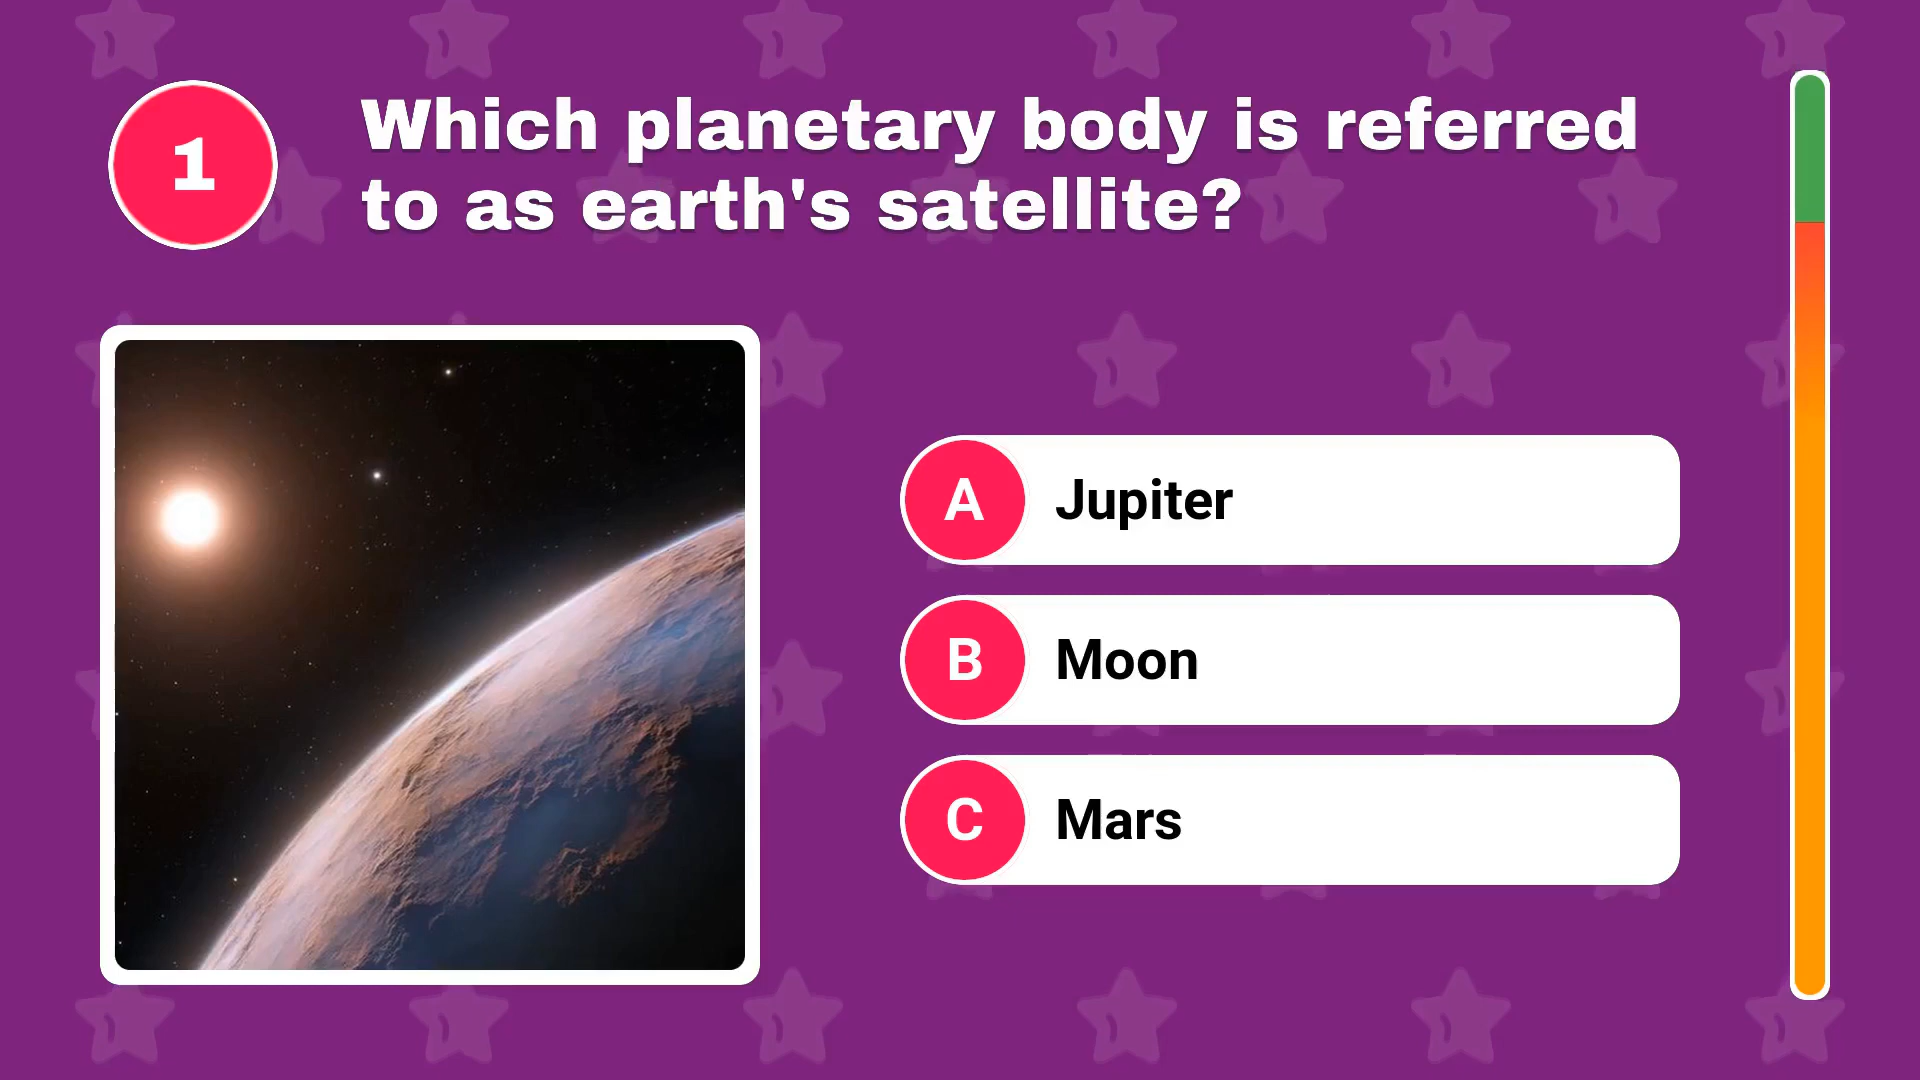 1
Which planetary body is referred
to as earth's satellite?
A Jupiter
B Moon
C Mars